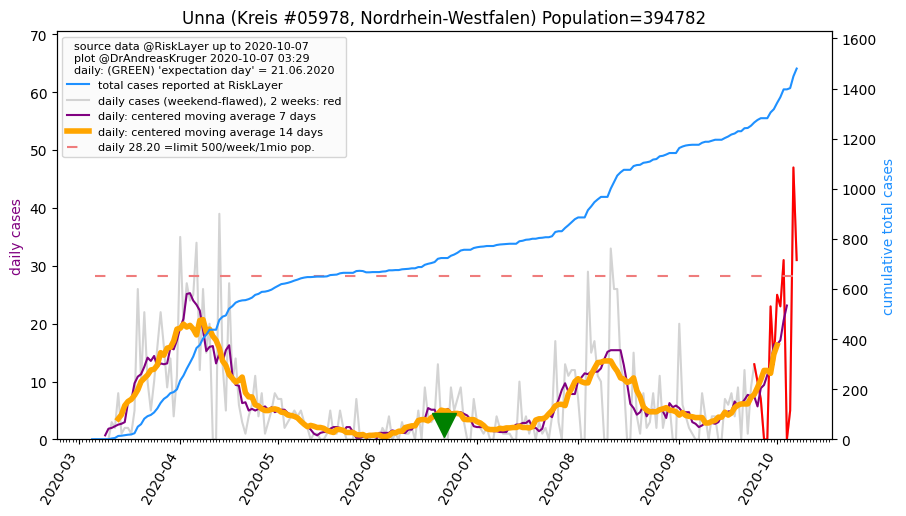 Unna (Kreis #05978, Nordrhein-Westfalen) Population=394782
source data @RiskLayer up to 2020-10-07
plot @DrAndreasKruger 2020-10-07 03:29
daily: (GREEN) 'expectation day' = 21.06.2020
total cases reported at RiskLayer
daily cases (weekend-flawed), 2 weeks: red
daily: centered moving average 7 days
daily: centered moving average 14 days
daily 28.20 =limit 500/week/1mio pop.
daily cases
70
60
50
40
30
20
10
0
cumulative total cases
1600
1400
1200
1000
800
600
400
200
0
2020-03
2020-04
2020-05
2020-06
2020-07
2020-08
2020-09
2020-10